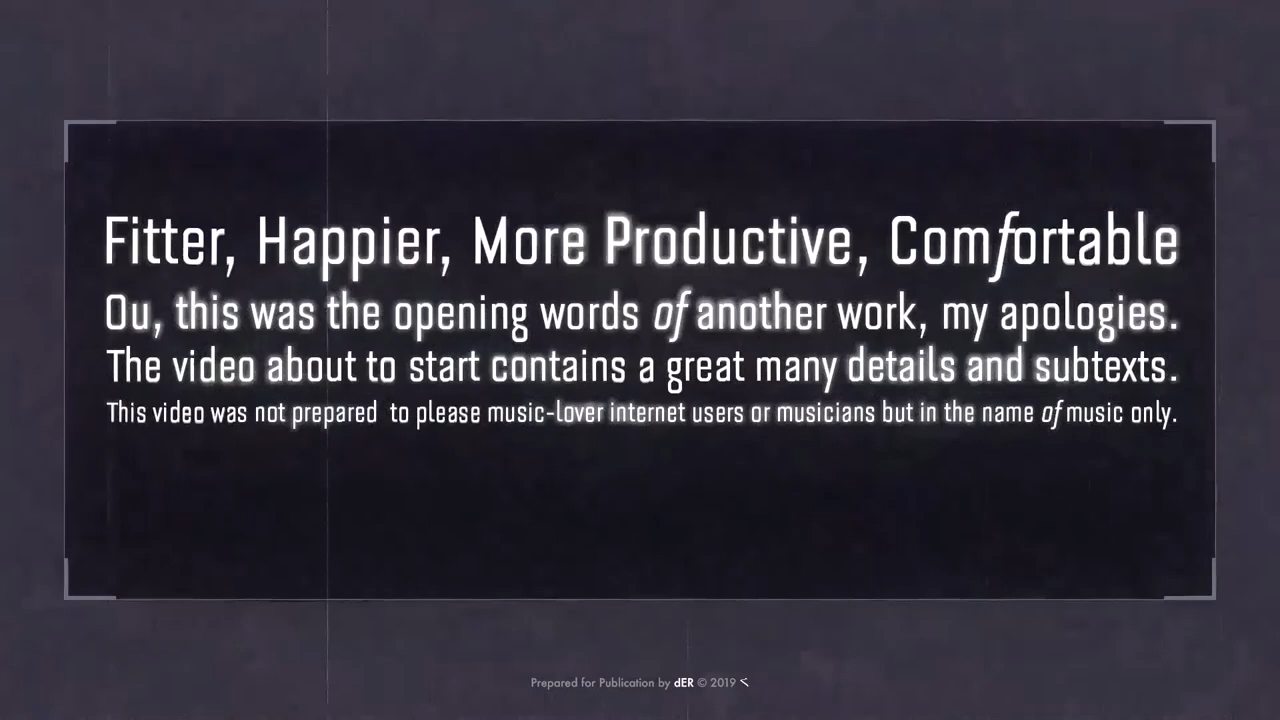 Fitter, Happier, More Productive, Comfortable
Ou, this was the opening words of another work, my apologies.
The video about to start contains a great many details and subtexts.
This video was not prepared to please music-lover internet users or musicians but in the name of music only.
Prepared for Publication by dER © 2019